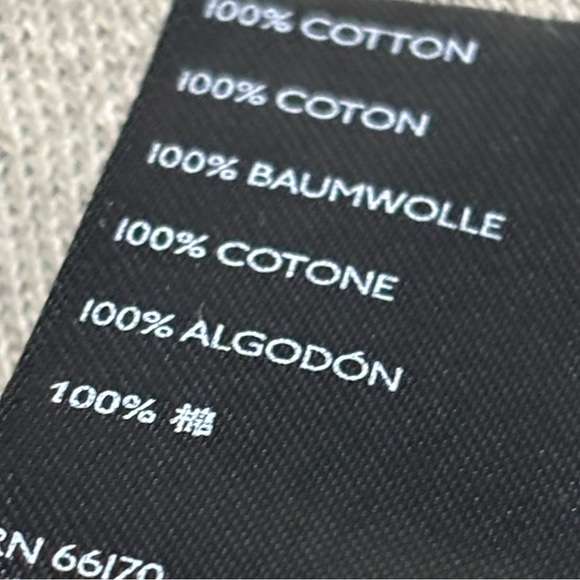 100% COTTON
100% COTON
100% BAUMWOLLE
100% COTONE
100% ALGODÓN
100% 棉
RN 66170